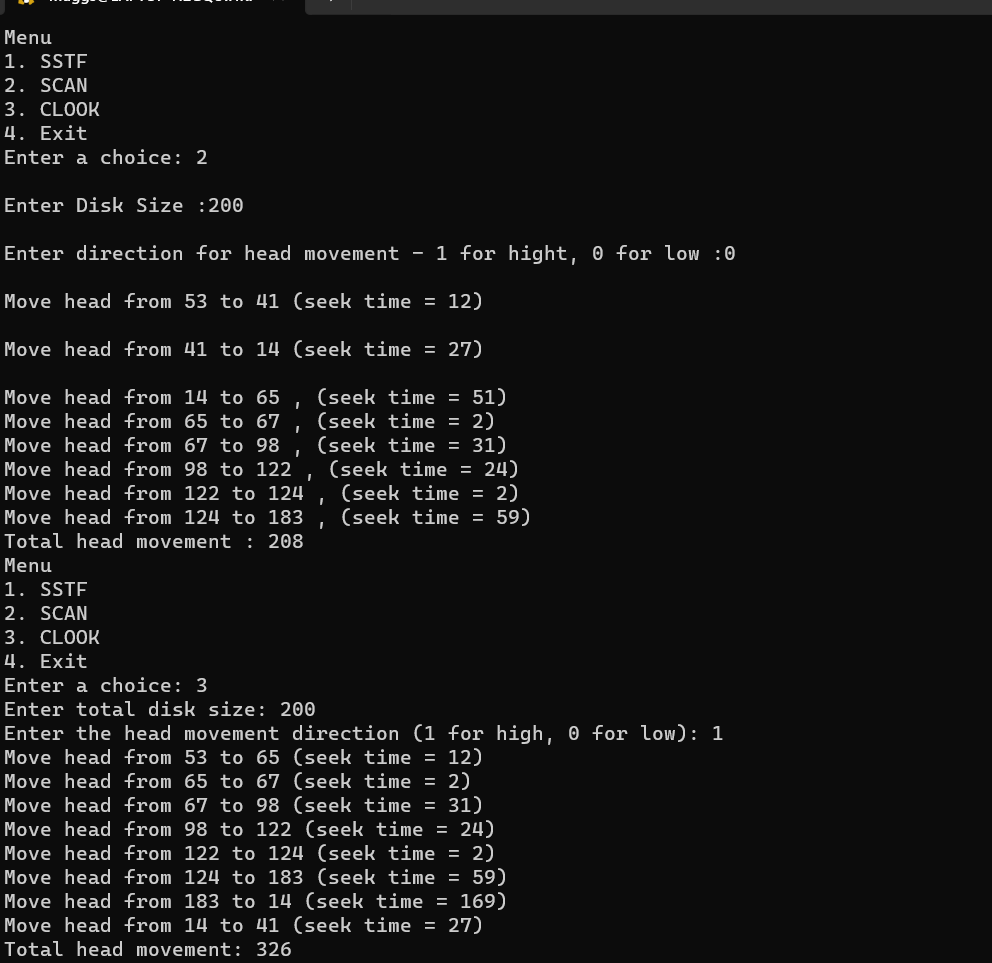 Menu
1. SSTF
2. SCAN
3. CLOOK
4. Exit
Enter a choice: 2
Enter Disk Size :200
Enter direction for head movement – 1 for hight, 0 for low :0
Move head from 53 to 41 (seek time = 12)
Move head from 41 to 14 (seek time = 27)
Move head from 14 to 65 , (seek time = 51)
Move head from 65 to 67 , (seek time = 2)
Move head from 67 to 98 , (seek time = 31)
Move head from 98 to 122 , (seek time = 24)
Move head from 122 to 124 , (seek time = 2)
Move head from 124 to 183 , (seek time = 59)
Total head movement : 208
Menu
1. SSTF
2. SCAN
3. CLOOK
4. Exit
Enter a choice: 3
Enter total disk size: 200
Enter the head movement direction (1 for high, 0 for low): 1
Move head from 53 to 65 (seek time = 12)
Move head from 65 to 67 (seek time = 2)
Move head from 67 to 98 (seek time = 31)
Move head from 98 to 122 (seek time = 24)
Move head from 122 to 124 (seek time = 2)
Move head from 124 to 183 (seek time = 59)
Move head from 183 to 14 (seek time = 169)
Move head from 14 to 41 (seek time = 27)
Total head movement: 326